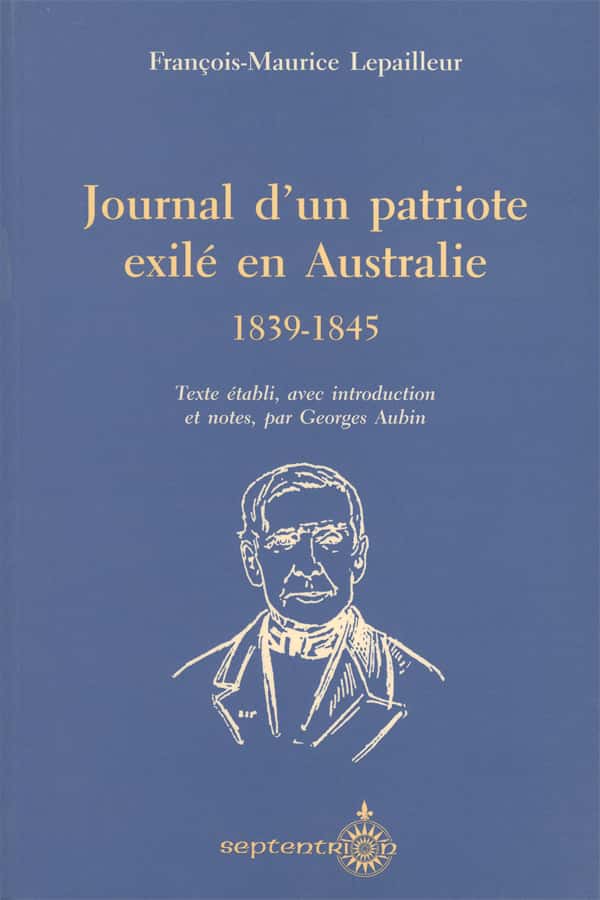 François-Maurice Lepailleur
Journal d'un patriote
exilé en Australie
1839-1845
Texte établi, avec introduction
et notes, par Georges Aubin
septentrion